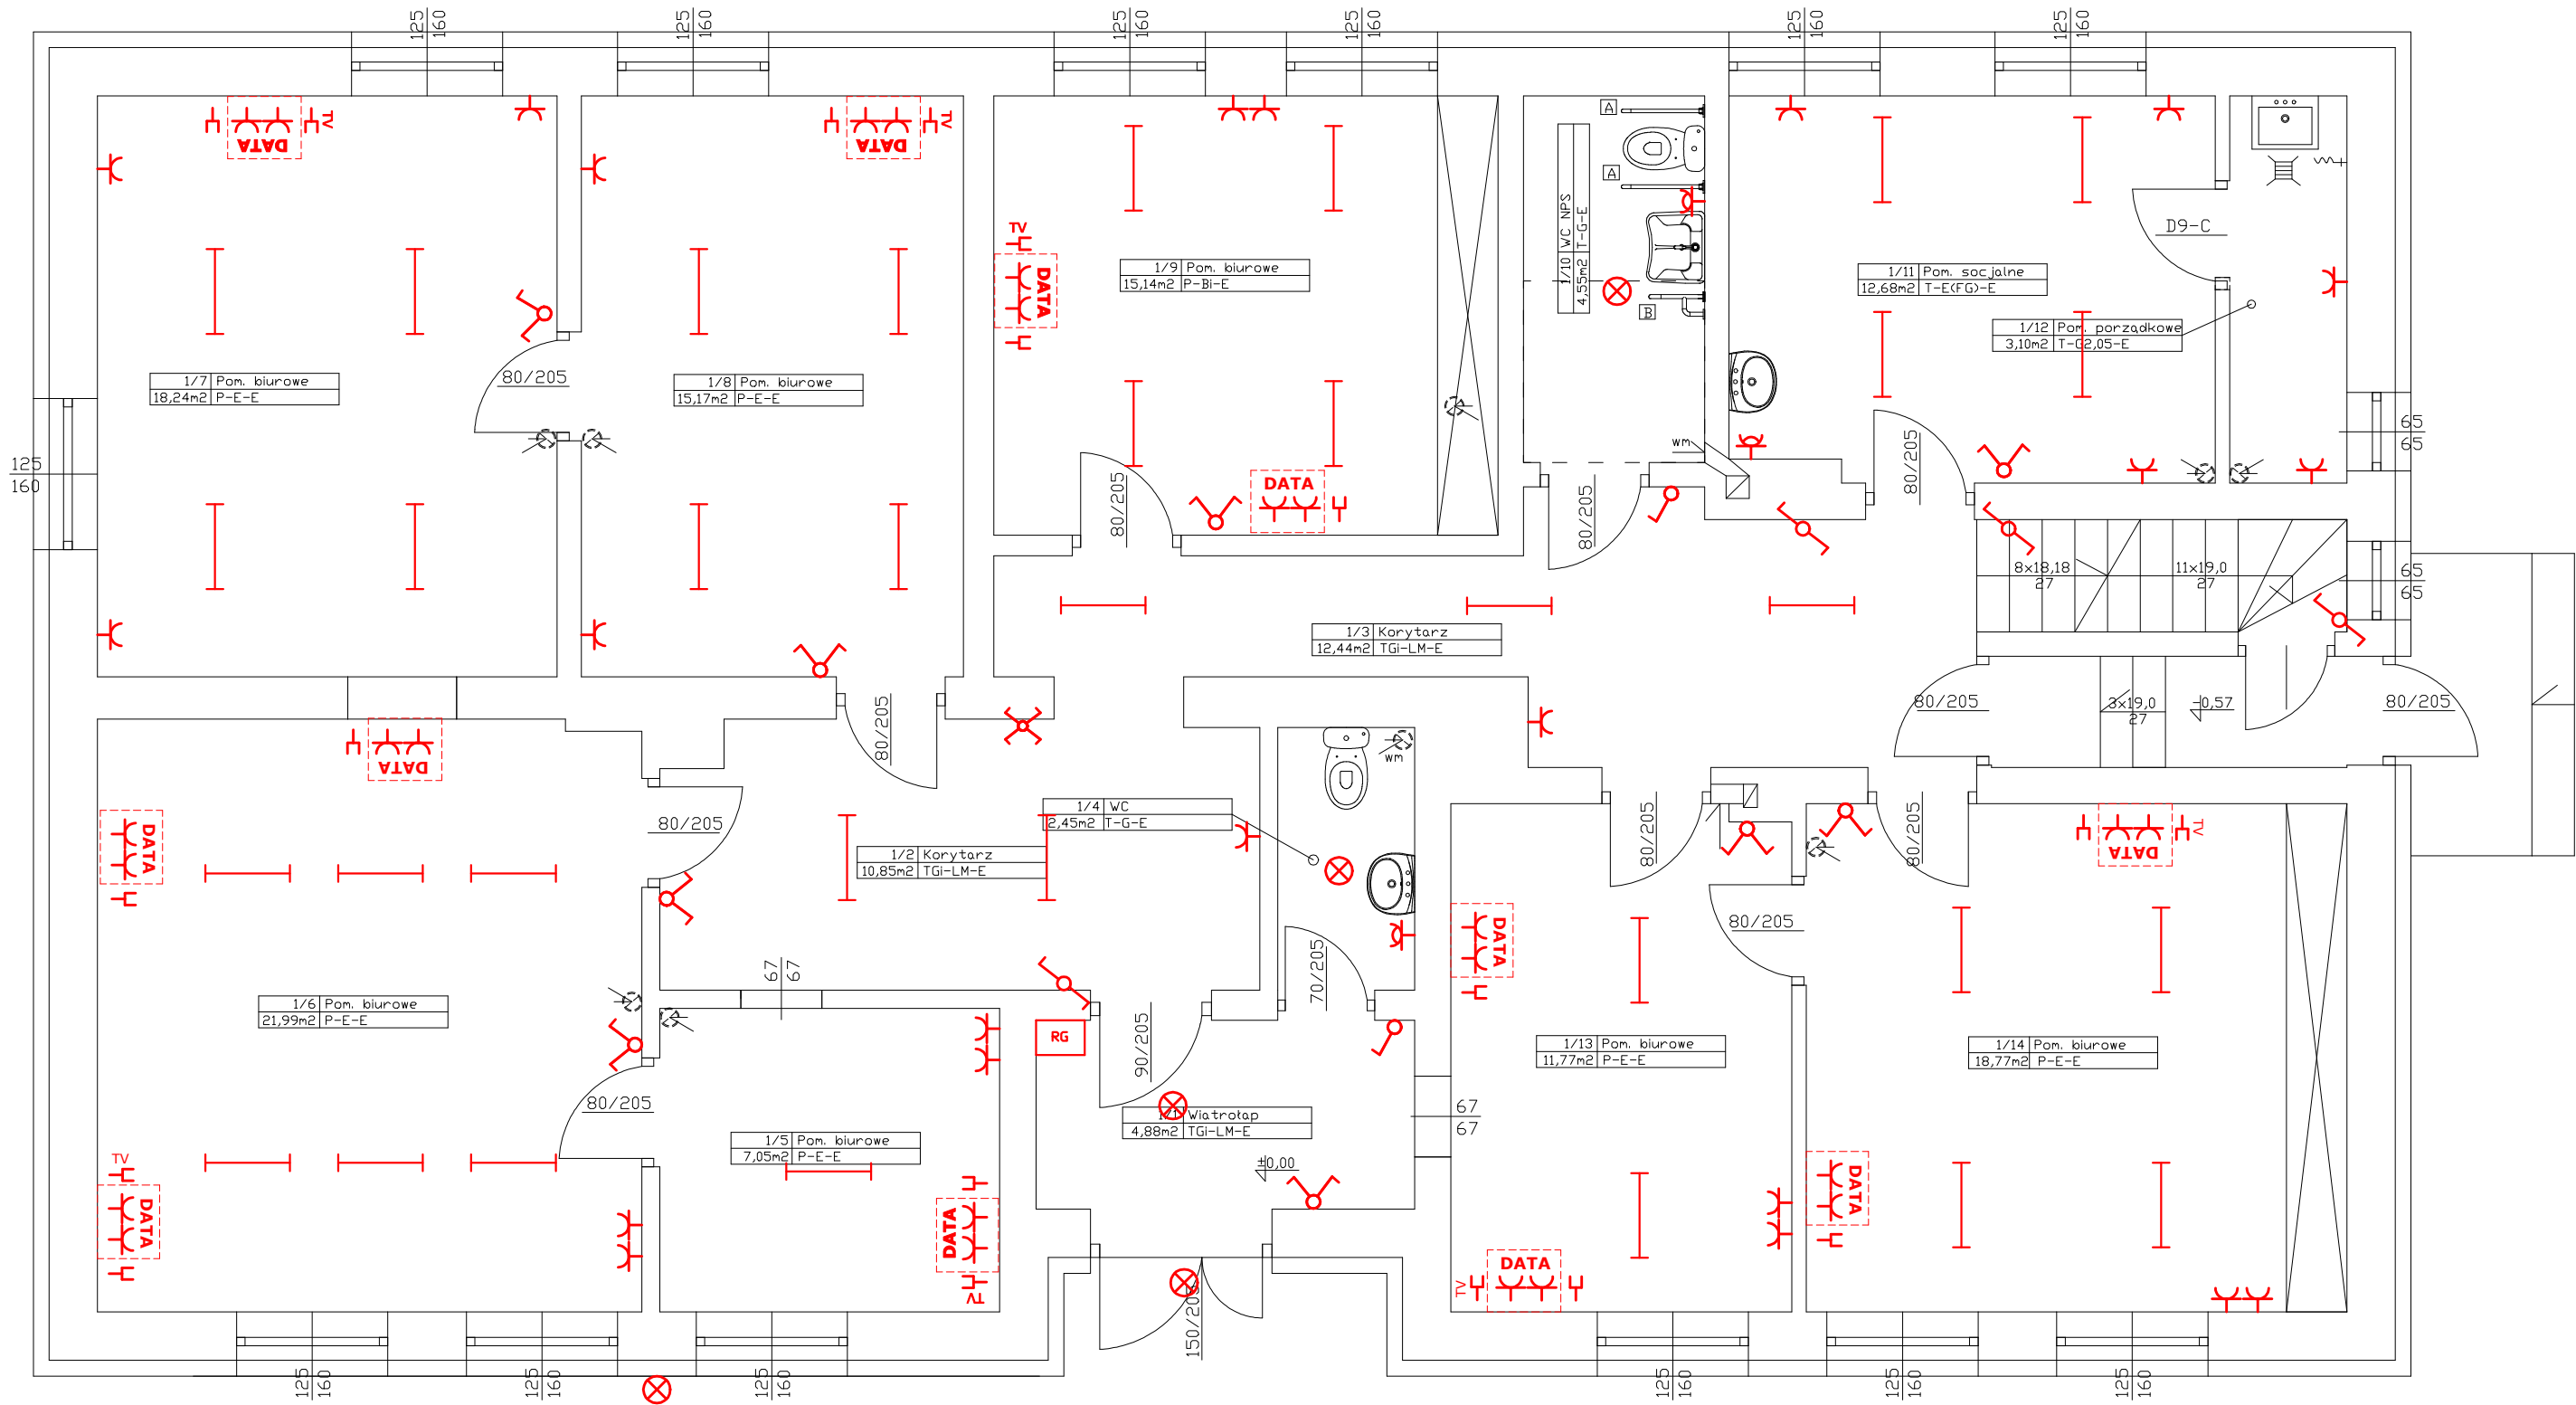 125
160
125
160
125
160
125
160
125
160
125
160
TV
DATA
TV
DATA
A
A
B
1/10 WC NPS
4,55m2 T-G-E
D9-C
TV
DATA
1/9 Pom. biurowe
15,14m2 P-Bi-E
1/11 Pom. socjalne
12,68m2 T-E(FG)-E
1/12 Pom. porządkowe
3,10m2 T-G2,05-E
1/7 Pom. biurowe
18,24m2 P-E-E
80/205
1/8 Pom. biurowe
15,17m2 P-E-E
125
160
65
65
wm
80/205
DATA
80/205
80/205
8x18,18
27
11x19,0
27
65
65
1/3 Korytarz
12,44m2 TGi-LM-E
80/205
80/205
3x19,0
27
-0,57
80/205
DATA
wm
DATA
80/205
1/4 WC
2,45m2 T-G-E
1/2 Korytarz
10,85m2 TGi-LM-E
80/205
80/205
TV
DATA
80/205
DATA
67
67
70/205
1/6 Pom. biurowe
21,99m2 P-E-E
RG
90/205
1/13 Pom. biurowe
11,77m2 P-E-E
1/14 Pom. biurowe
18,77m2 P-E-E
80/205
1/1 Wiatrołap
4,88m2 TGi-LM-E
67
67
1/5 Pom. biurowe
7,05m2 P-E-E
±0,00
TV
DATA
DATA
TV
DATA
TV
DATA
150/205
125
160
125
160
125
160
125
160
125
160
125
160